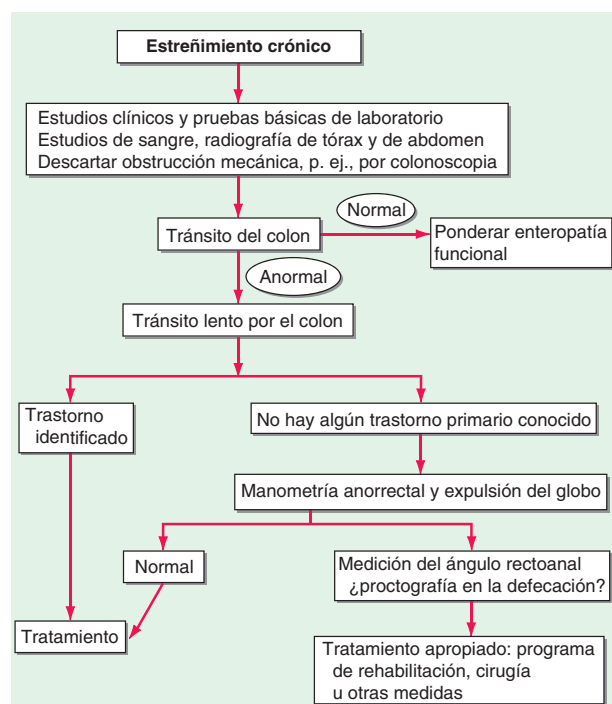 Estreñimiento crónico
Estudios clínicos y pruebas básicas de laboratorio
Estudios de sangre, radiografía de tórax y de abdomen
Descartar obstrucción mecánica, p. ej., por colonoscopia
Normal
Tránsito del colon
Ponderar enteropatía
funcional
Anormal
Tránsito lento por el colon
Trastorno
identificado
No hay algún trastorno primario conocido
Manometría anorrectal y expulsión del globo
Normal
Medición del ángulo rectoanal
¿proctografía en la defecación?
Tratamiento
Tratamiento apropiado: programa
de rehabilitación, cirugía
u otras medidas